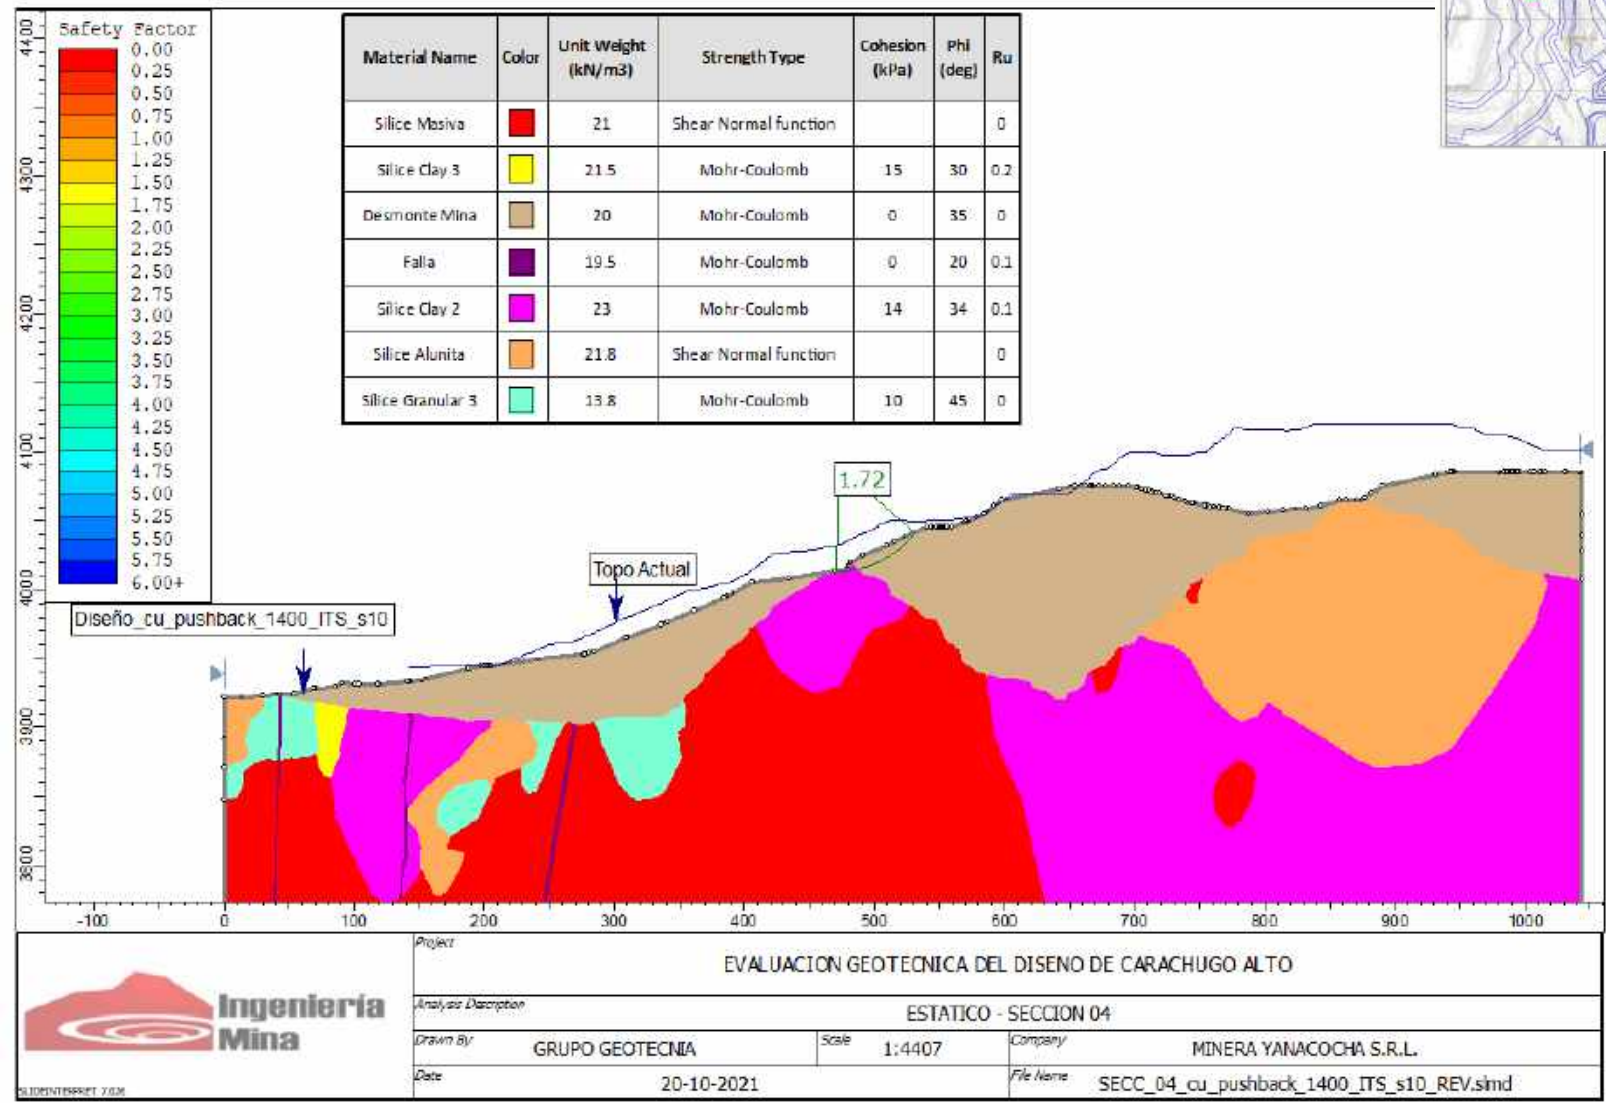 Safety Factor
0.00
0.25
0.50
0.75
1.00
1.25
1.50
1.75
2.00
2.25
2.50
2.75
3.00
3.25
3.50
3.75
4.00
4.25
4.50
4.75
5.00
5.25
5.50
5.75
6.00+
Material Name Color Unit Weight (kN/m3) Strength Type Cohesion (kPa) Phi (deg) Ru
Silice Masiva 21 Shear Normal function 0
Silice Clay 3 21.5 Mohr-Coulomb 15 30 0.2
Desmonte Mina 20 Mohr-Coulomb 0 35 0
Falla 19.5 Mohr-Coulomb 0 20 0.1
Silice Clay 2 23 Mohr-Coulomb 14 34 0.1
Silice Alunita 21.8 Shear Normal function 0
Silice Granular 3 13.8 Mohr-Coulomb 10 45 0
4400
4300
4200
4100
4000
3900
3800
1.72
Topo Actual
Diseño_cu_pushback_1400_ITS_s10
-100 0 100 200 300 400 500 600 700 800 900 1000
Ingeniería
Mina
SLIDEINTERPRET 7.026
Project
EVALUACION GEOTECNICA DEL DISENO DE CARACHUGO ALTO
Analysis Description
ESTATICO - SECCION 04
Drawn By GRUPO GEOTECNIA Scale 1:4407 Company MINERA YANACOCHA S.R.L.
Date 20-10-2021 File Name SECC_04_cu_pushback_1400_ITS_s10_REV.slmd